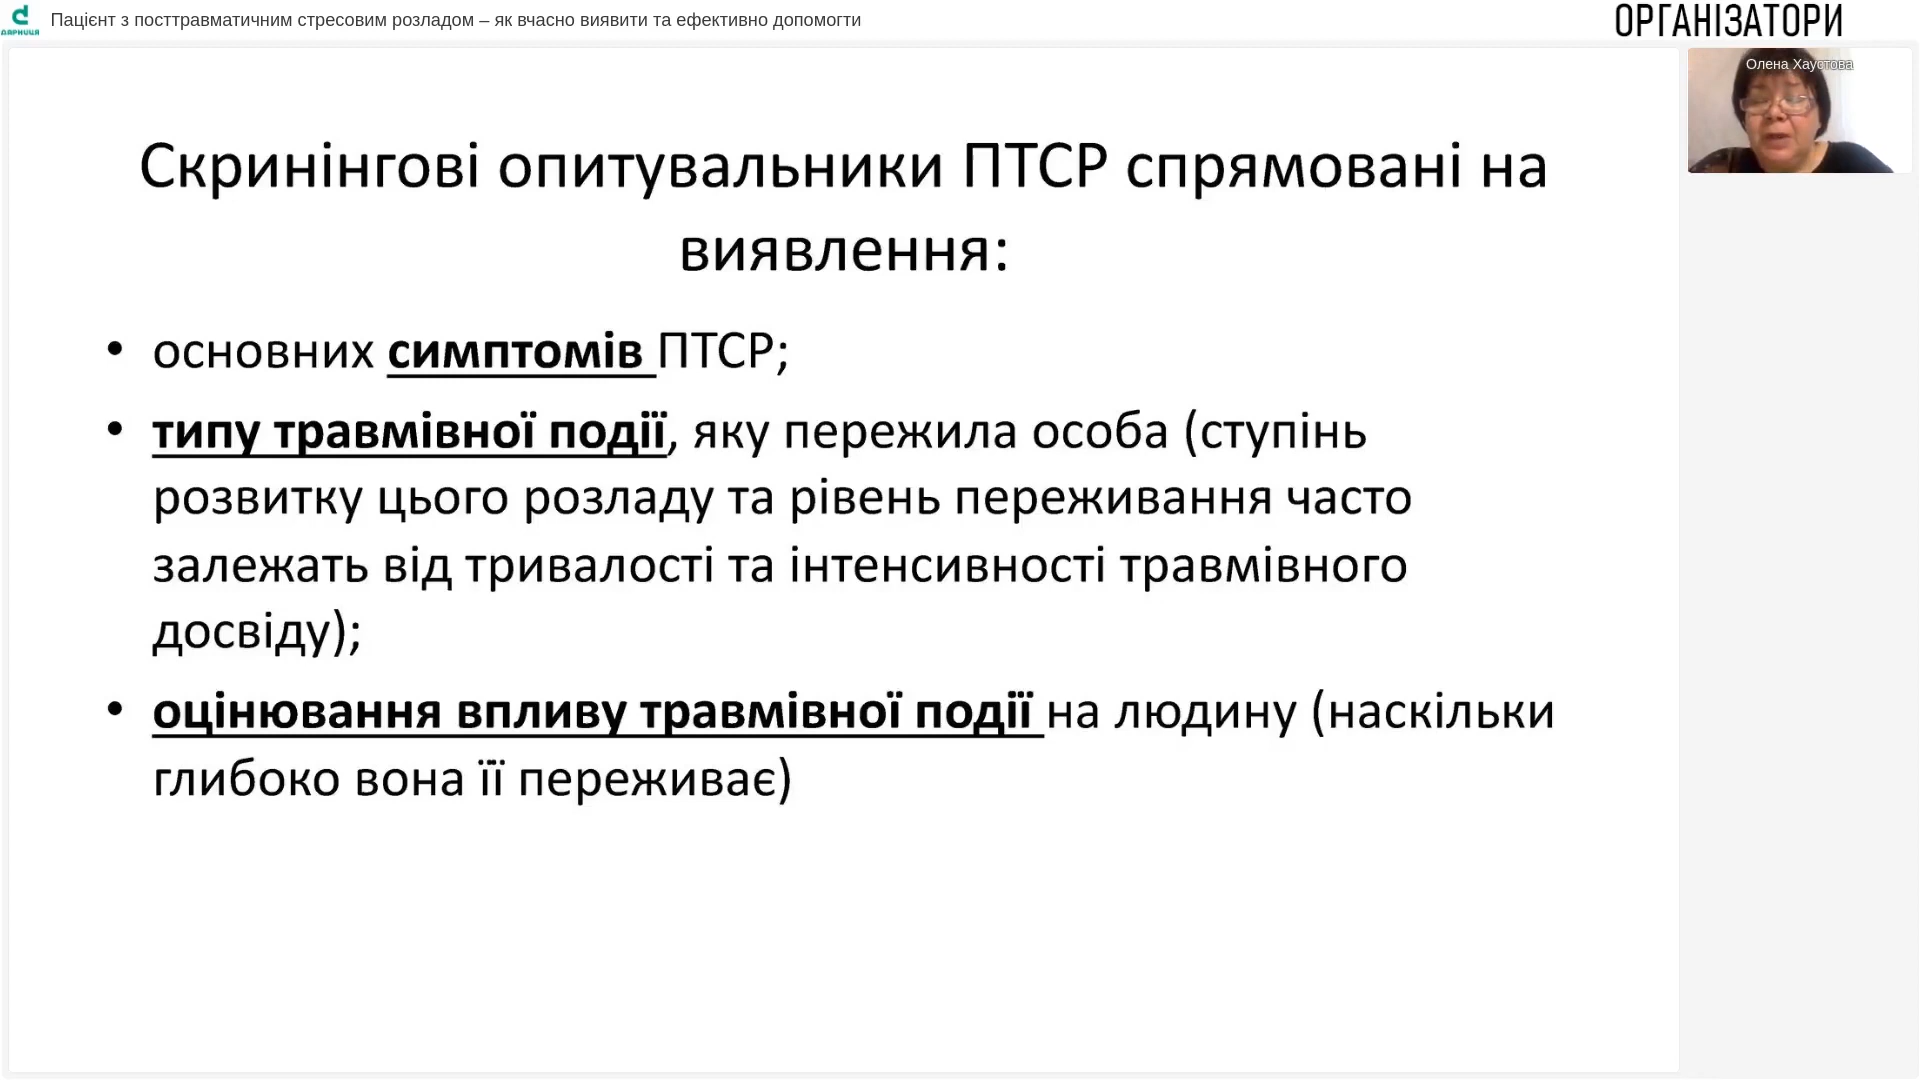 Дарниця
Пацієнт з посттравматичним стресовим розладом – як вчасно виявити та ефективно допомогти
ОРГАНІЗАТОРИ
Олена Хаустова
Скринінгові опитувальники ПТСР спрямовані на
виявлення:
• основних симптомів ПТСР;
• типу травмівної події, яку пережила особа (ступінь
розвитку цього розладу та рівень переживання часто
залежать від тривалості та інтенсивності травмівного
досвіду);
• оцінювання впливу травмівної події на людину (наскільки
глибоко вона її переживає)